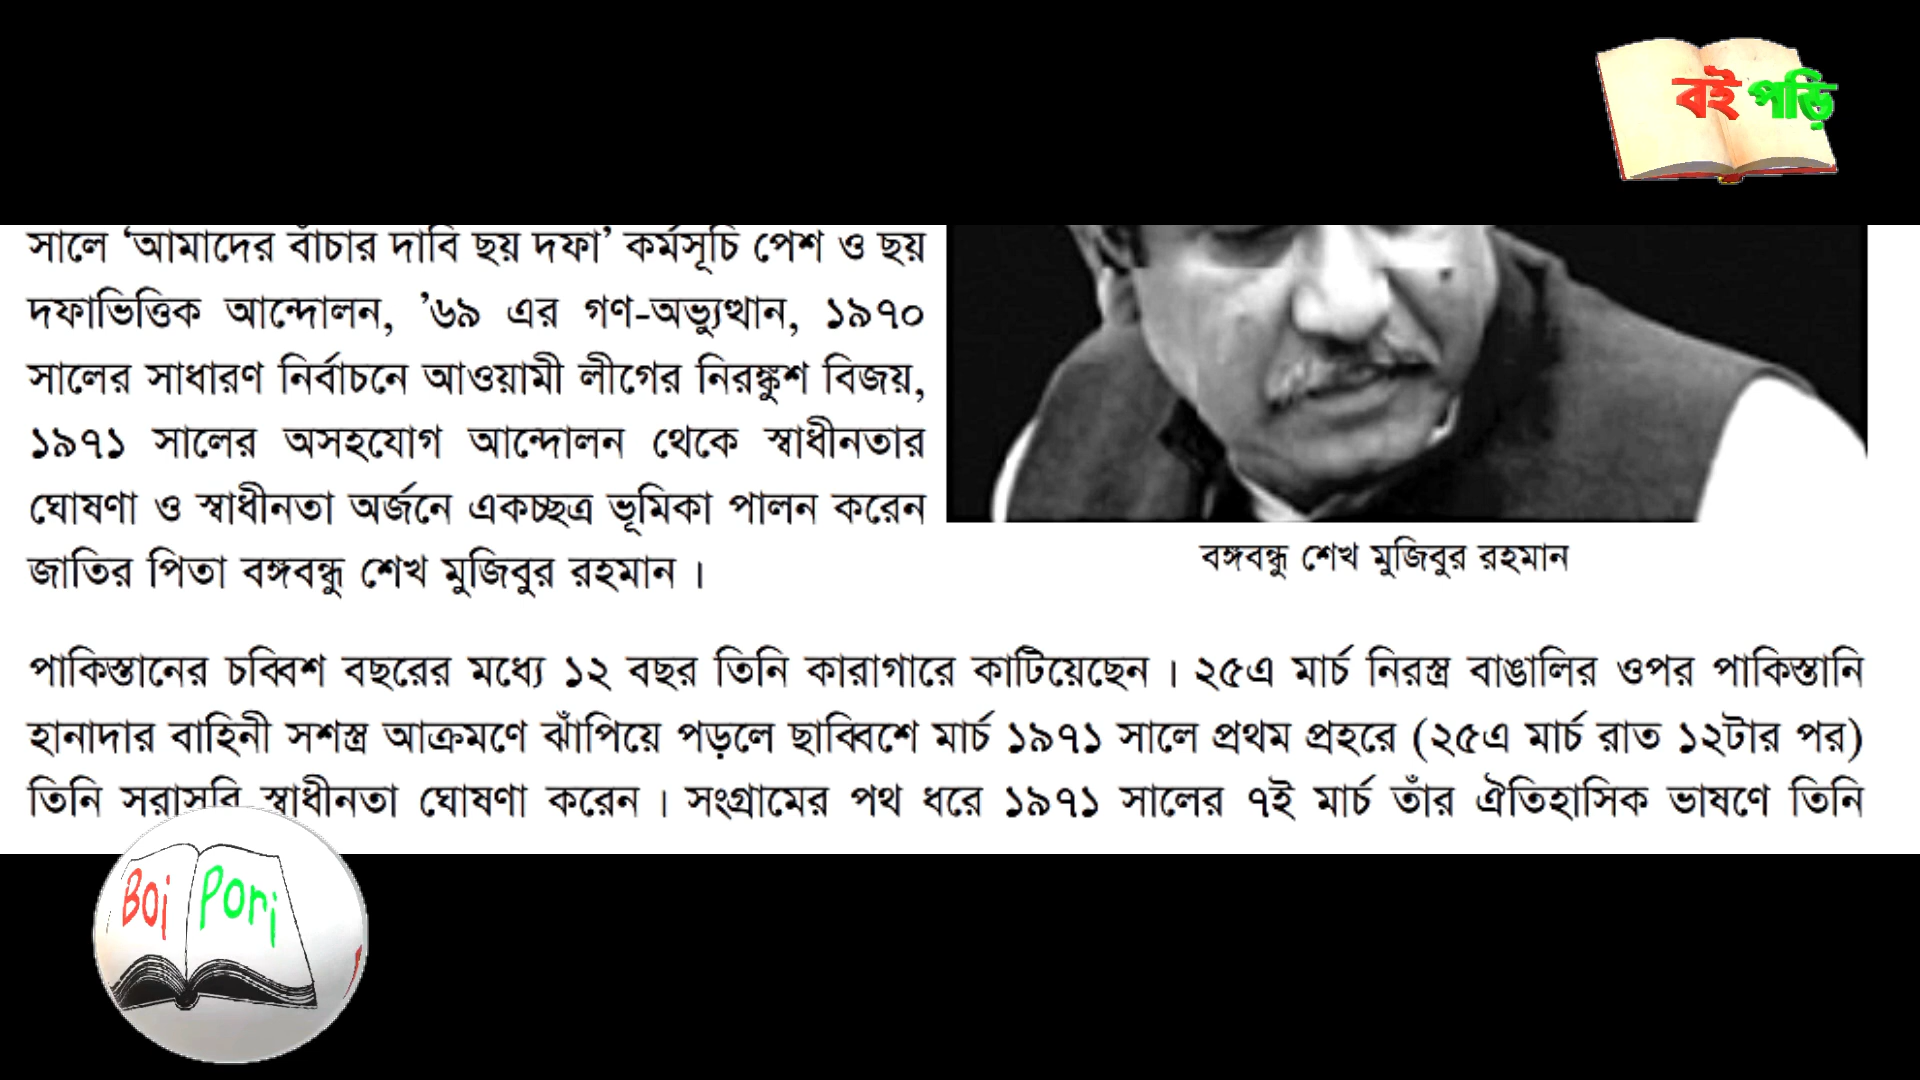 বই পড়ি
সালে ‘আমাদের বাঁচার দাবি ছয় দফা’ কর্মসূচি পেশ ও ছয়
দফাভিত্তিক আন্দোলন, ’৬৯ এর গণ-অভ্যুত্থান, ১৯৭০
সালের সাধারণ নির্বাচনে আওয়ামী লীগের নিরঙ্কুশ বিজয়,
১৯৭১ সালের অসহযোগ আন্দোলন থেকে স্বাধীনতার
ঘোষণা ও স্বাধীনতা অর্জনে একচ্ছত্র ভূমিকা পালন করেন
জাতির পিতা বঙ্গবন্ধু শেখ মুজিবুর রহমান ।
বঙ্গবন্ধু শেখ মুজিবুর রহমান
পাকিস্তানের চব্বিশ বছরের মধ্যে ১২ বছর তিনি কারাগারে কাটিয়েছেন । ২৫এ মার্চ নিরস্ত্র বাঙালির ওপর পাকিস্তানি
হানাদার বাহিনী সশস্ত্র আক্রমণে ঝাঁপিয়ে পড়লে ছাব্বিশে মার্চ ১৯৭১ সালে প্রথম প্রহরে (২৫এ মার্চ রাত ১২টার পর)
তিনি সরাসরি স্বাধীনতা ঘোষণা করেন । সংগ্রামের পথ ধরে ১৯৭১ সালের ৭ই মার্চ তাঁর ঐতিহাসিক ভাষণে তিনি
Boi Pori